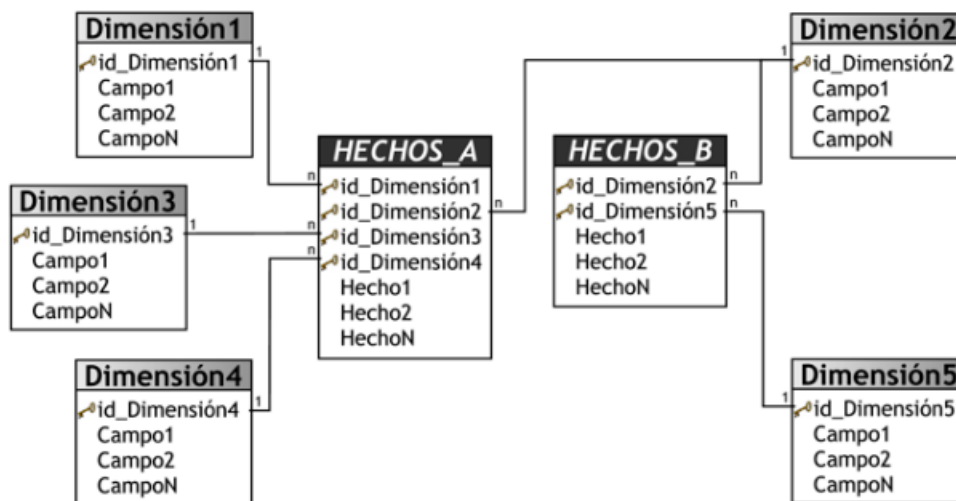 Dimensión1
id_Dimensión1
Campo1
Campo2
CampoN
1
Dimensión3
id_Dimensión3
Campo1
Campo2
CampoN
1
Dimensión4
id_Dimensión4
Campo1
Campo2
CampoN
1
HECHOS_A
n
id_Dimensión1
id_Dimensión2
n
n
id_Dimensión3
n
id_Dimensión4
Hecho1
Hecho2
HechoN
HECHOS_B
id_Dimensión2
n
id_Dimensión5
n
Hecho1
Hecho2
HechoN
Dimensión2
1
id_Dimensión2
Campo1
Campo2
CampoN
Dimensión5
1
id_Dimensión5
Campo1
Campo2
CampoN